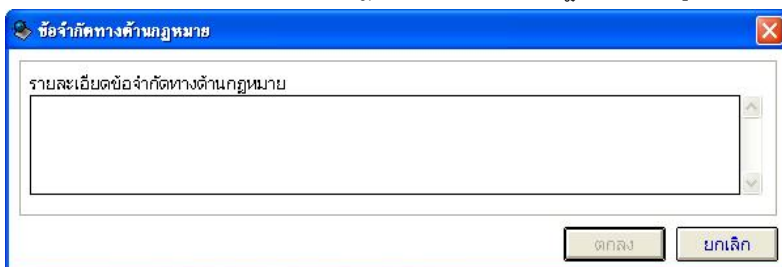 ข้อจำกัดทางด้านกฎหมาย
รายละเอียดข้อจำกัดทางด้านกฎหมาย
ตกลง ยกเลิก